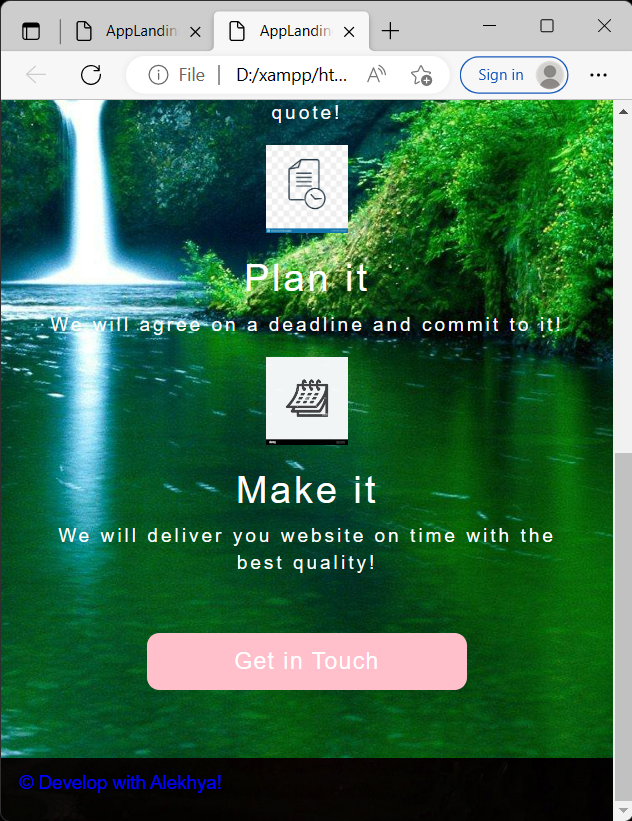 AppLandin
AppLandin
File
D:/xampp/ht...
Sign in
quote!
Plan it
We will agree on a deadline and commit to it!
Make it
We will deliver you website on time with the
best quality!
Get in Touch
© Develop with Alekhya!